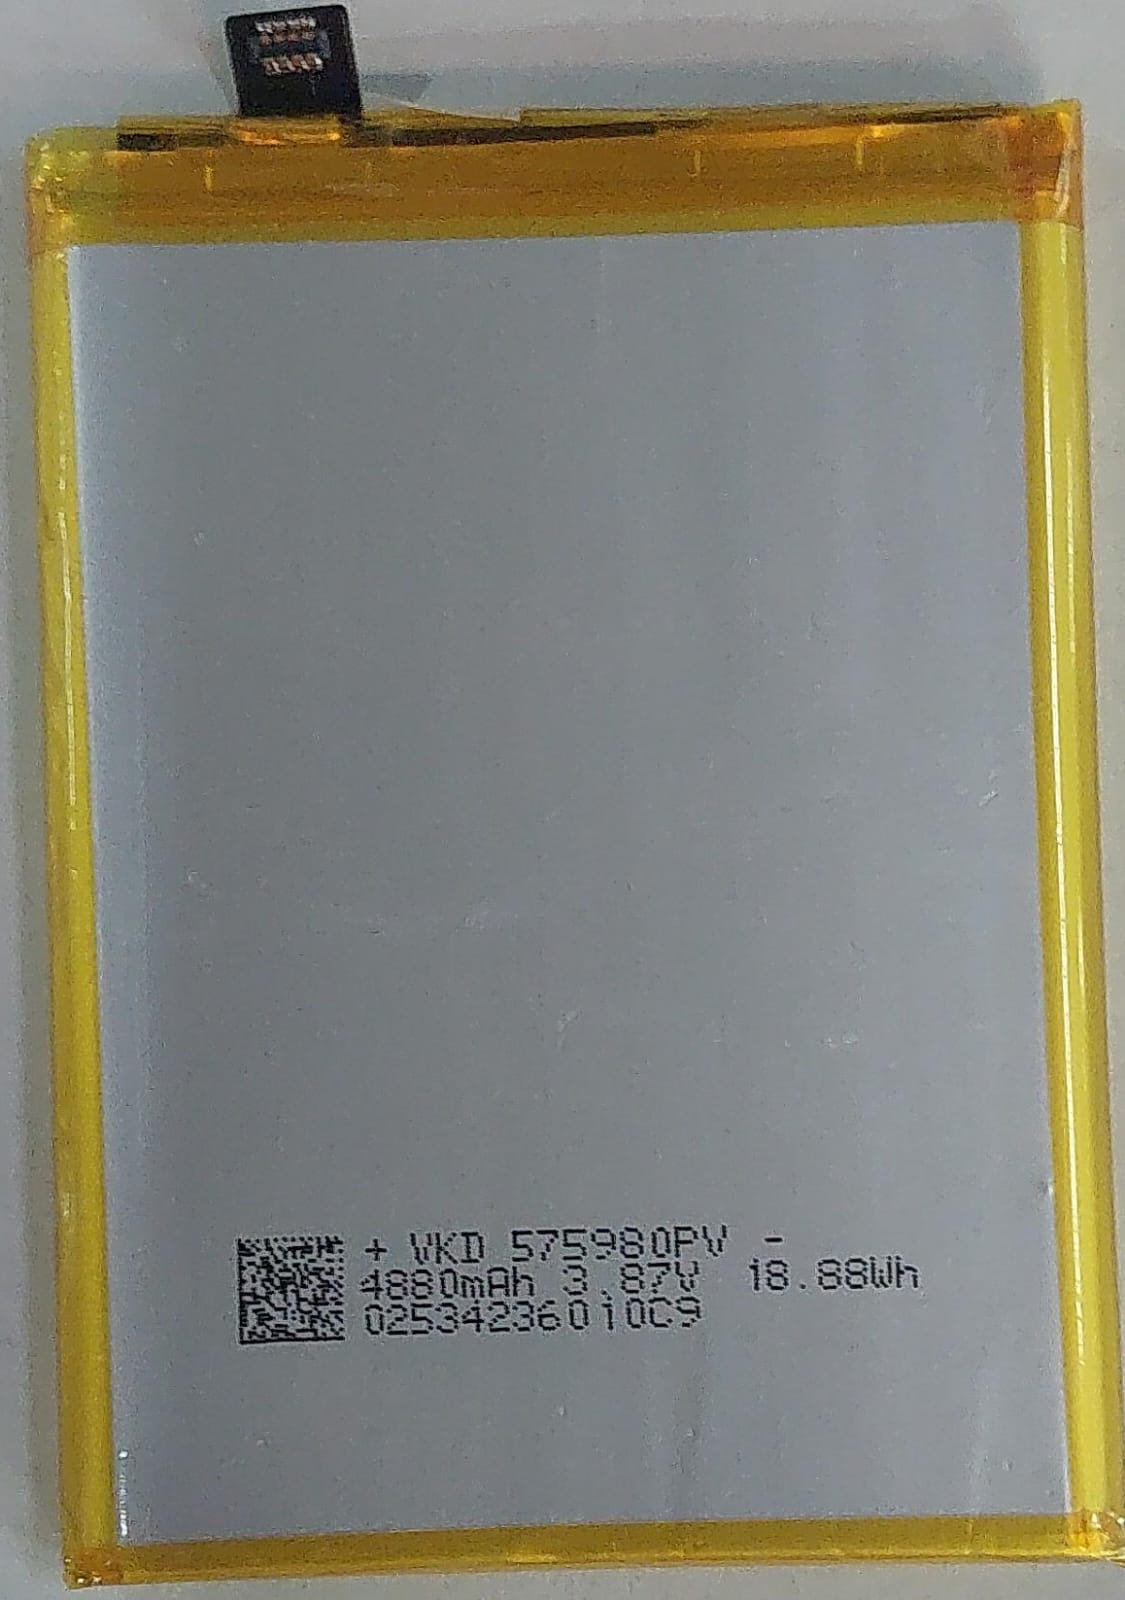 + VKD 575980PV -
4880mAh 3.87V 18.88Wh
02534236010C9